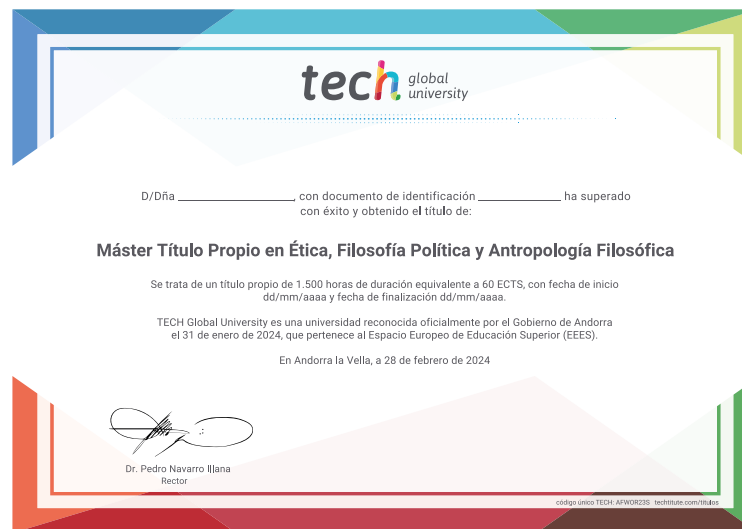 tech global
university
D/Dña ______________, con documento de identificación __________ ha superado
con éxito y obtenido el título de:
Máster Título Propio en Ética, Filosofía Política y Antropología Filosófica
Se trata de un título propio de 1.500 horas de duración equivalente a 60 ECTS, con fecha de inicio
dd/mm/aaaa y fecha de finalización dd/mm/aaaa.
TECH Global University es una universidad reconocida oficialmente por el Gobierno de Andorra
el 31 de enero de 2024, que pertenece al Espacio Europeo de Educación Superior (EEES).
En Andorra la Vella, a 28 de febrero de 2024
Dr. Pedro Navarro Illana
Rector
código único TECH: AFWOR23S techtitute.com/titulos